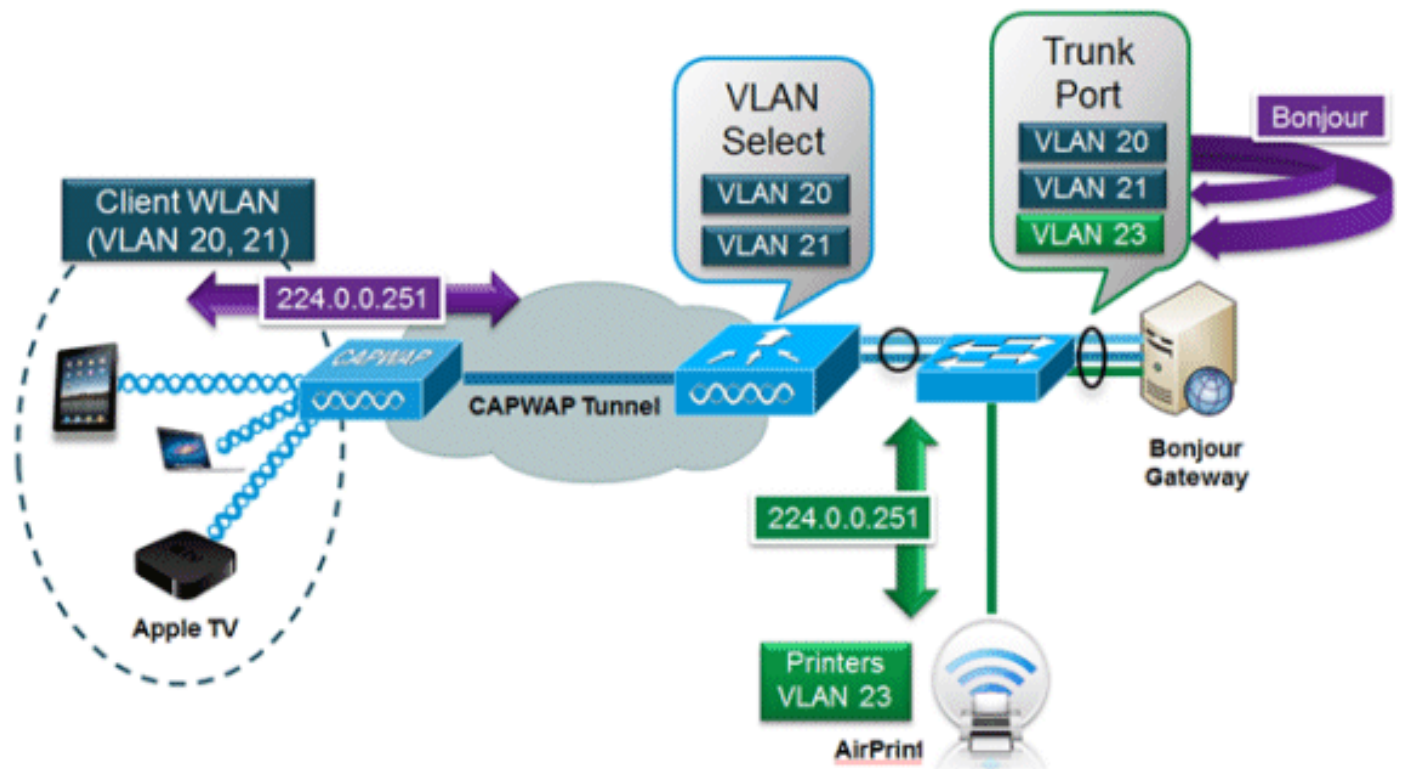 Trunk
Port
VLAN 20
VLAN 21
VLAN 23
Bonjour
VLAN
Select
VLAN 20
VLAN 21
Client WLAN
(VLAN 20, 21)
224.0.0.251
CAPWAP
CAPWAP Tunnel
Bonjour
Gateway
224.0.0.251
Apple TV
Printers
VLAN 23
AirPrint